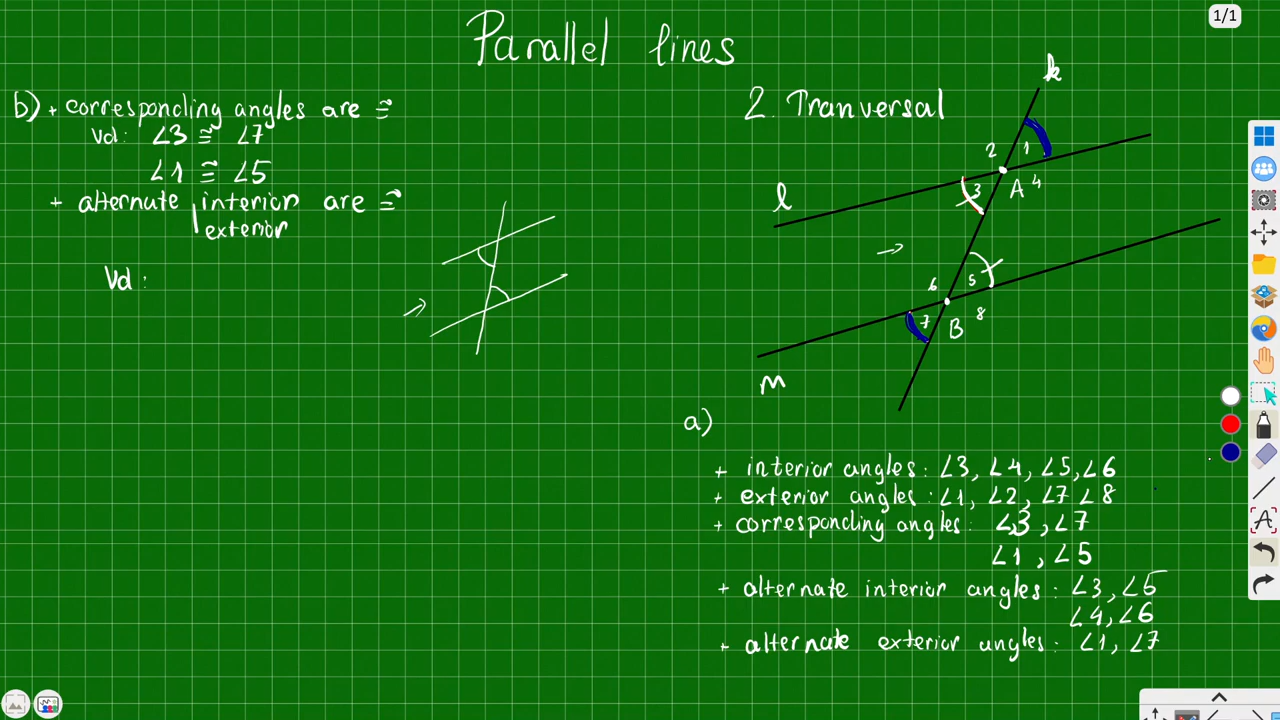 1/1
Parallel lines
b) + corresponding angles are ≅
Vd: ∠3 ≅ ∠7
∠1 ≅ ∠5
+ alternate interior are ≅
exterior
Vd:
2. Tranversal
k
2 1
l
3 A 4
6 5
7 B 8
m
a)
+ interior angles: ∠3, ∠4, ∠5, ∠6
+ exterior angles: ∠1, ∠2, ∠7 ∠8
+ corresponding angles: ∠3, ∠7
∠1, ∠5
+ alternate interior angles: ∠3, ∠5
∠4, ∠6
+ alternate exterior angles: ∠1, ∠7